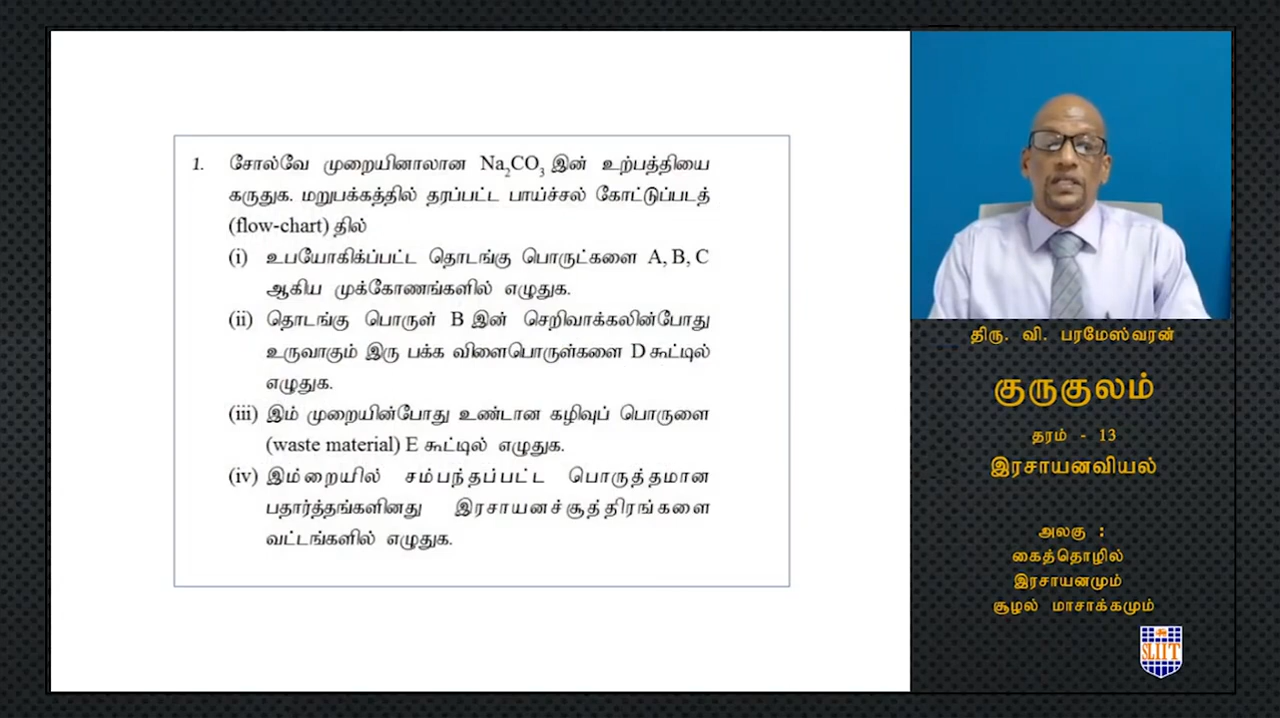 1. சோல்வே முறையினாலான Na₂CO₃ இன் உற்பத்தியை
கருதுக. மறுபக்கத்தில் தரப்பட்ட பாய்ச்சல் கோட்டுப்படத்
(flow-chart) தில்
(i) உபயோகிக்ப்பட்ட தொடங்கு பொருட்களை A, B, C
ஆகிய முக்கோணங்களில் எழுதுக.
(ii) தொடங்கு பொருள் B இன் செறிவாக்கலின்போது
உருவாகும் இரு பக்க விளைபொருள்களை D கூட்டில்
எழுதுக.
(iii) இம் முறையின்போது உண்டான கழிவுப் பொருளை
(waste material) E கூட்டில் எழுதுக.
(iv) இம்றையில் சம்பந்தப்பட்ட பொருத்தமான
பதார்த்தங்களினது இரசாயனச்சூத்திரங்களை
வட்டங்களில் எழுதுக.
திரு. வி. பரமேஸ்வரன்
குருகுலம்
தரம் - 13
இரசாயனவியல்
அலகு :
கைத்தொழில்
இரசாயனமும்
சூழல் மாசாக்கமும்
SLIIT